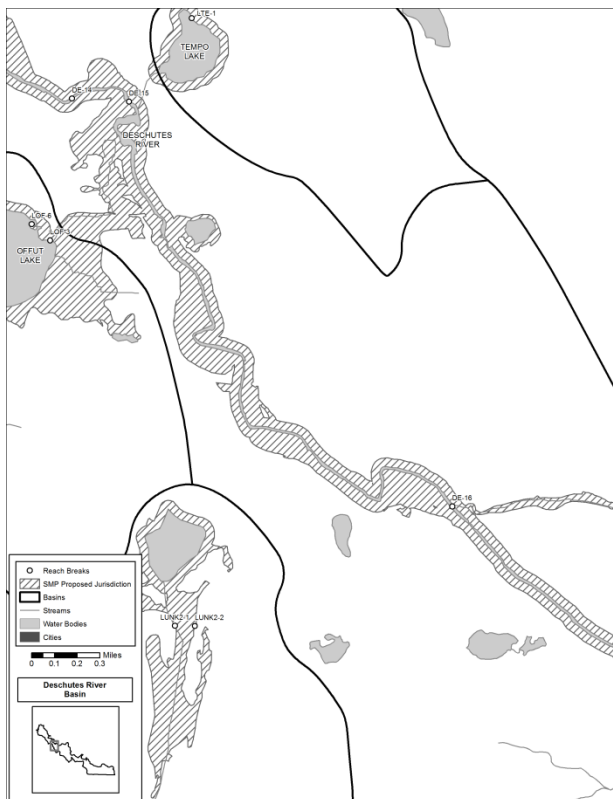 LTE-1
TEMPO
LAKE
DE-14
DE-15
DESCHUTES
RIVER
LOF-6
LOF-3
OFFUT
LAKE
DE-16
LUNK2-1
LUNK2-2
Reach Breaks
SMP Proposed Jurisdiction
Basins
Streams
Water Bodies
Cities
Miles
0 0.1 0.2 0.3
Deschutes River
Basin